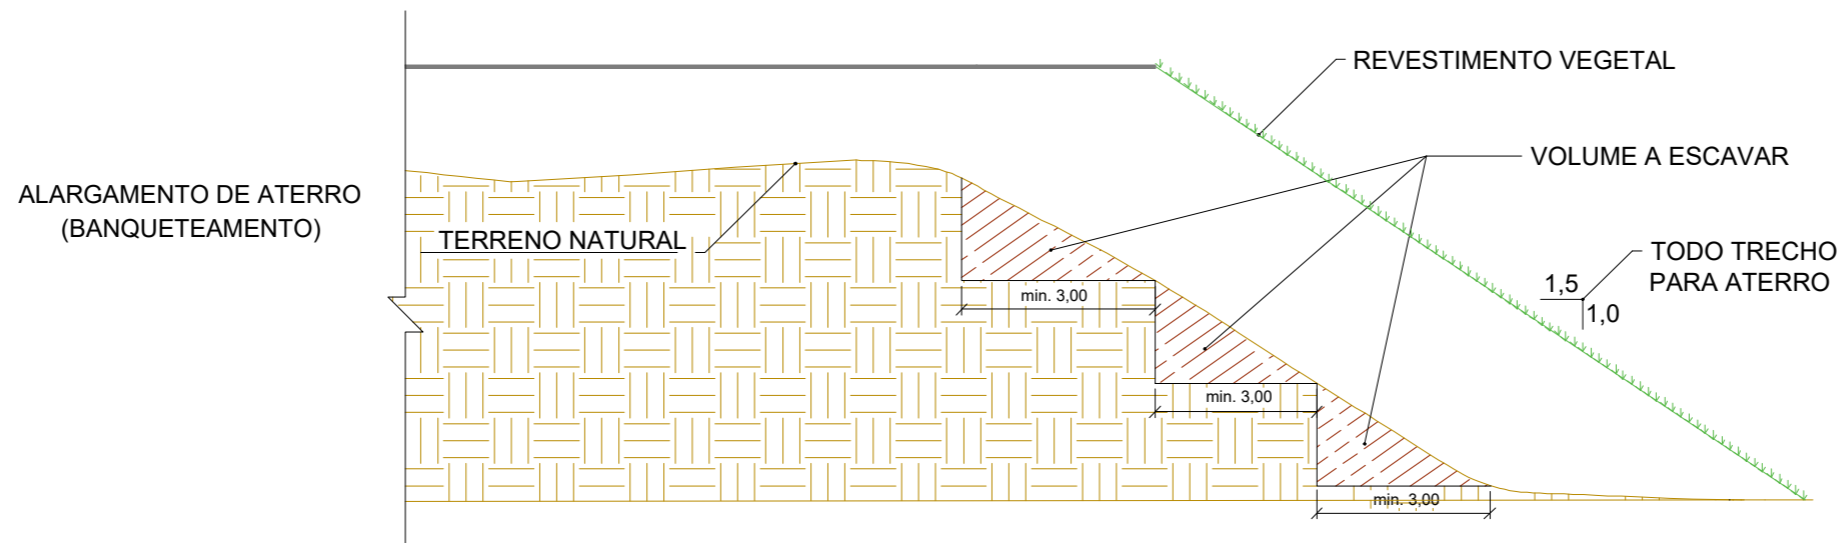 REVESTIMENTO VEGETAL
VOLUME A ESCAVAR
ALARGAMENTO DE ATERRO
(BANQUETEAMENTO)
TERRENO NATURAL
TODO TRECHO
PARA ATERRO
1,5
1,0
min. 3,00
min. 3,00
min. 3,00